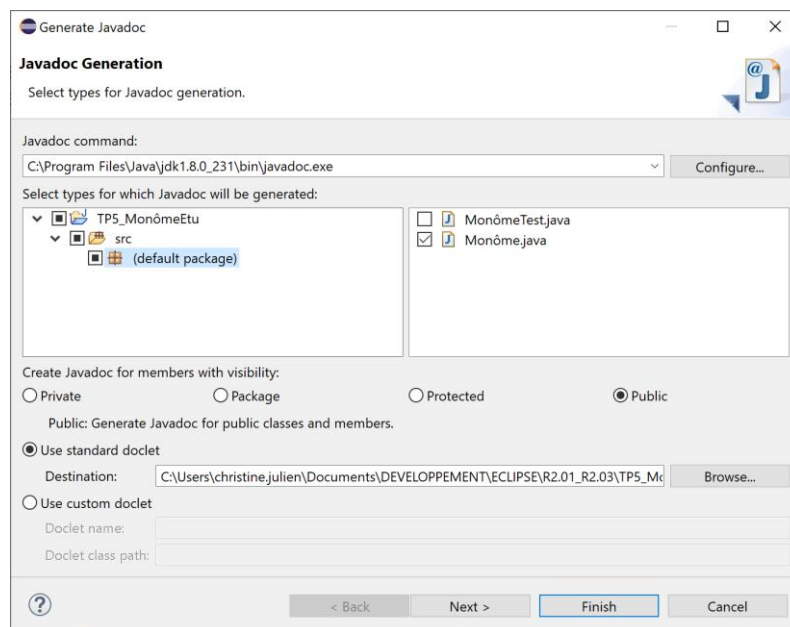 Generate Javadoc
Javadoc Generation
Select types for Javadoc generation.
@
J
Javadoc command:
C:\Program Files\Java\jdk1.8.0_231\bin\javadoc.exe
Configure...
Select types for which Javadoc will be generated:
TP5_MonômeEtu
src
(default package)
J MonômeTest.java
J Monôme.java
Create Javadoc for members with visibility:
Private Package Protected Public
Public: Generate Javadoc for public classes and members.
Use standard doclet
Destination: C:\Users\christine.julien\Documents\DEVELOPPEMENT\ECLIPSE\R2.01_R2.03\TP5_Mo Browse...
Use custom doclet
Doclet name:
Doclet class path:
? < Back Next > Finish Cancel